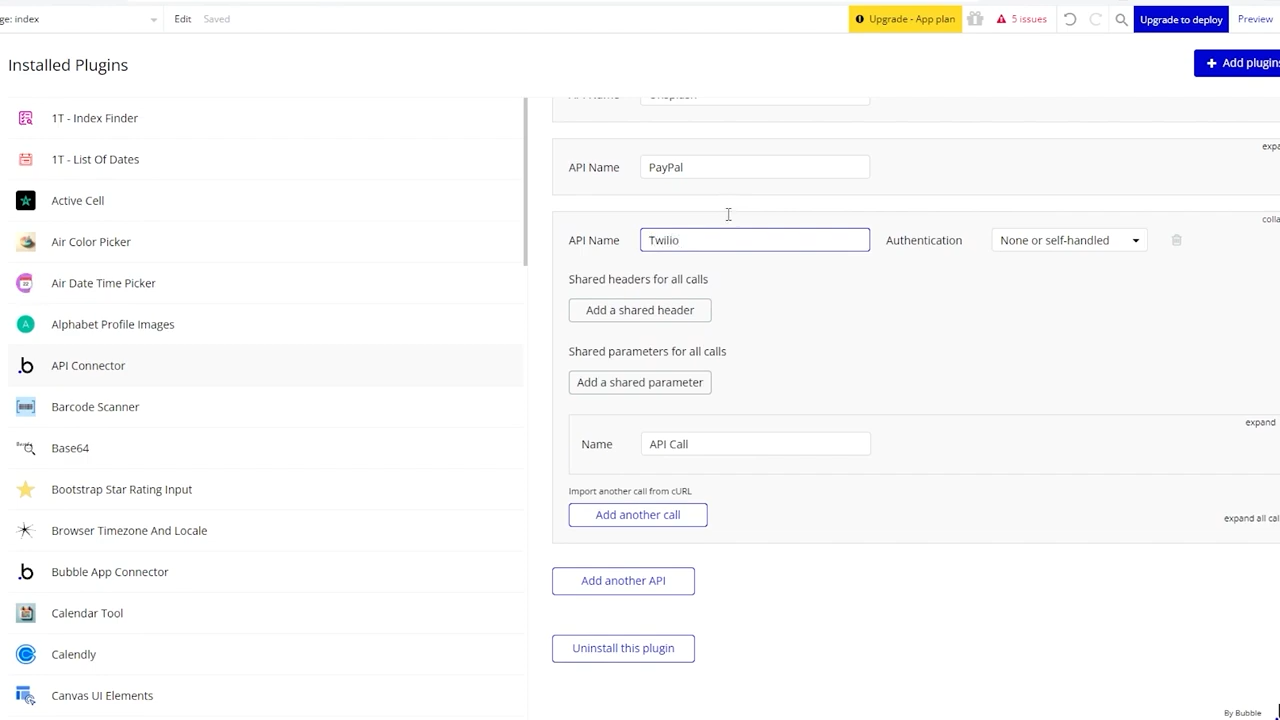 ge: index
Edit
Saved
Upgrade - App plan
5 issues
Upgrade to deploy
Preview
Installed Plugins
Add plugins
1T - Index Finder
1T - List Of Dates
Active Cell
Air Color Picker
Air Date Time Picker
Alphabet Profile Images
API Connector
Barcode Scanner
Base64
Bootstrap Star Rating Input
Browser Timezone And Locale
Bubble App Connector
Calendar Tool
Calendly
Canvas UI Elements
expa
API Name PayPal
colla
API Name Twilio Authentication None or self-handled
Shared headers for all calls
Add a shared header
Shared parameters for all calls
Add a shared parameter
expand
Name API Call
Import another call from cURL
Add another call
expand all cal
Add another API
Uninstall this plugin
By Bubble